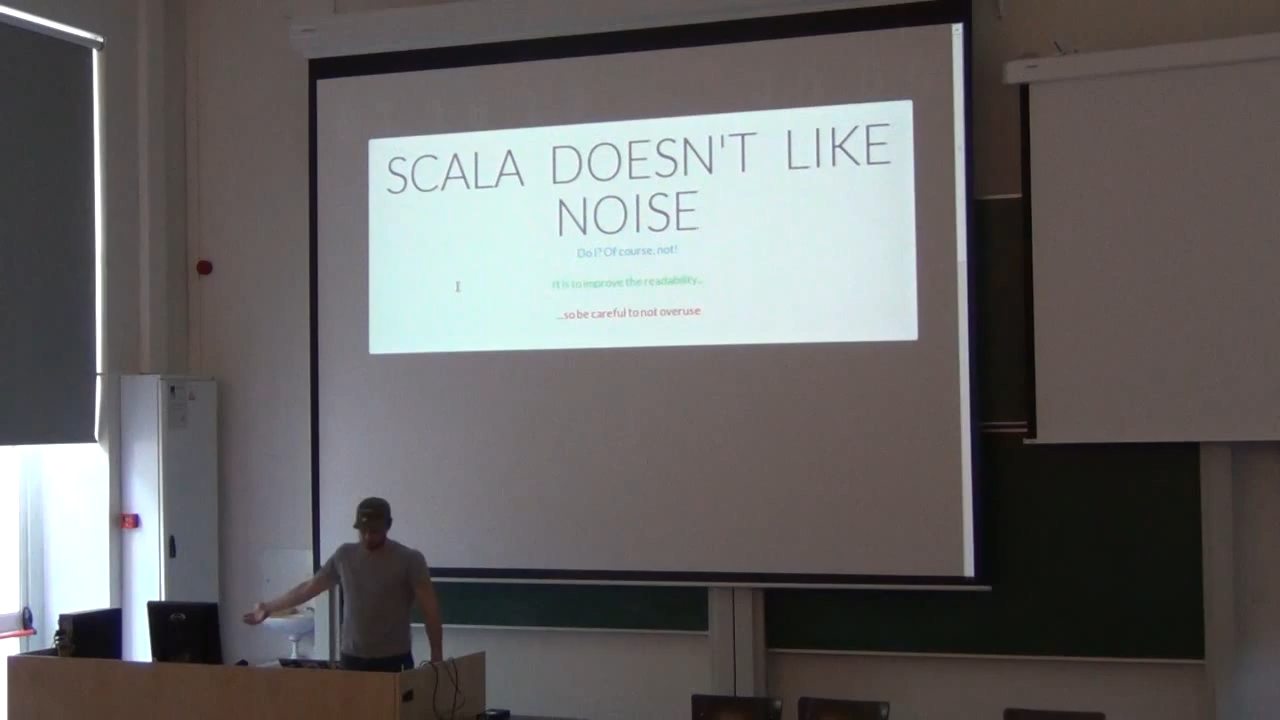 SCALA DOESN'T LIKE
NOISE
Do I? Of course, not!
It is to improve the readability...
...so be careful to not overuse